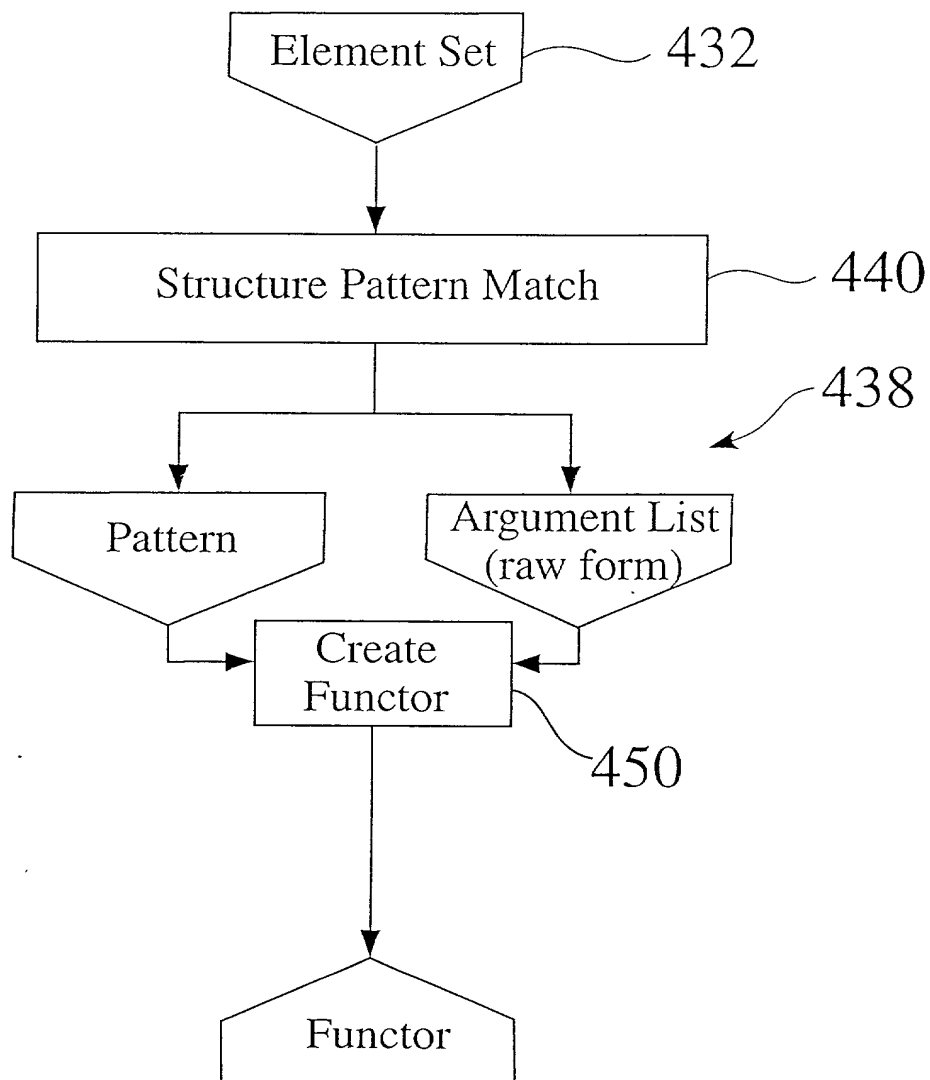 Element Set
432
Structure Pattern Match
440
438
Pattern
Argument List
(raw form)
Create
Functor
450
Functor